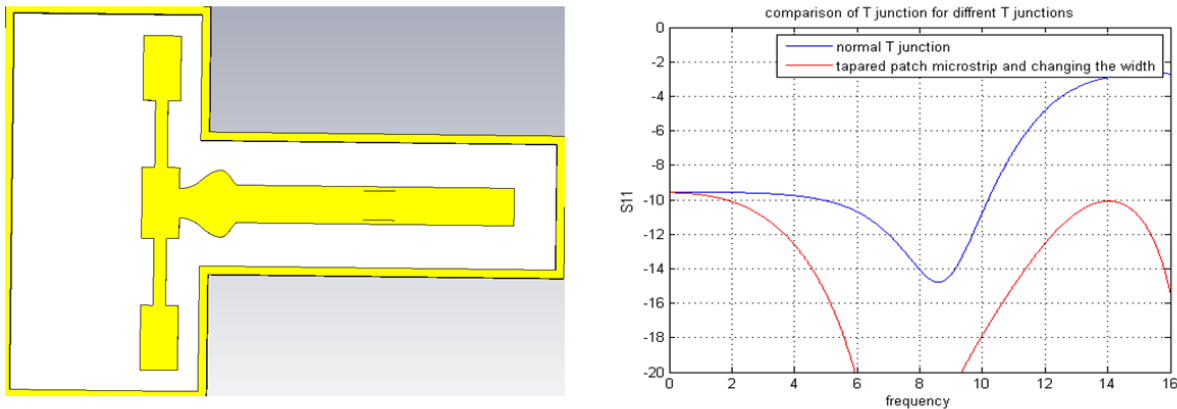 comparison of T junction for diffrent T junctions
normal T junction
tapared patch microstrip and changing the width
S11
0
-2
-4
-6
-8
-10
-12
-14
-16
-18
-20
0 2 4 6 8 10 12 14 16
frequency